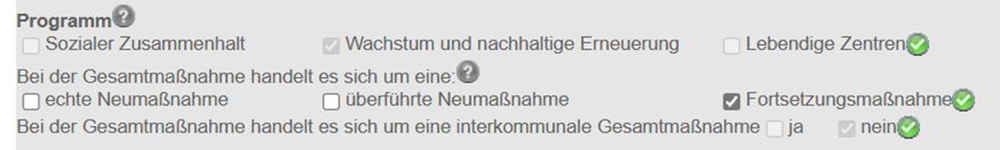 Programm
Sozialer Zusammenhalt Wachstum und nachhaltige Erneuerung Lebendige Zentren
Bei der Gesamtmaßnahme handelt es sich um eine:
echte Neumaßnahme überführte Neumaßnahme Fortsetzungsmaßnahme
Bei der Gesamtmaßnahme handelt es sich um eine interkommunale Gesamtmaßnahme ja nein